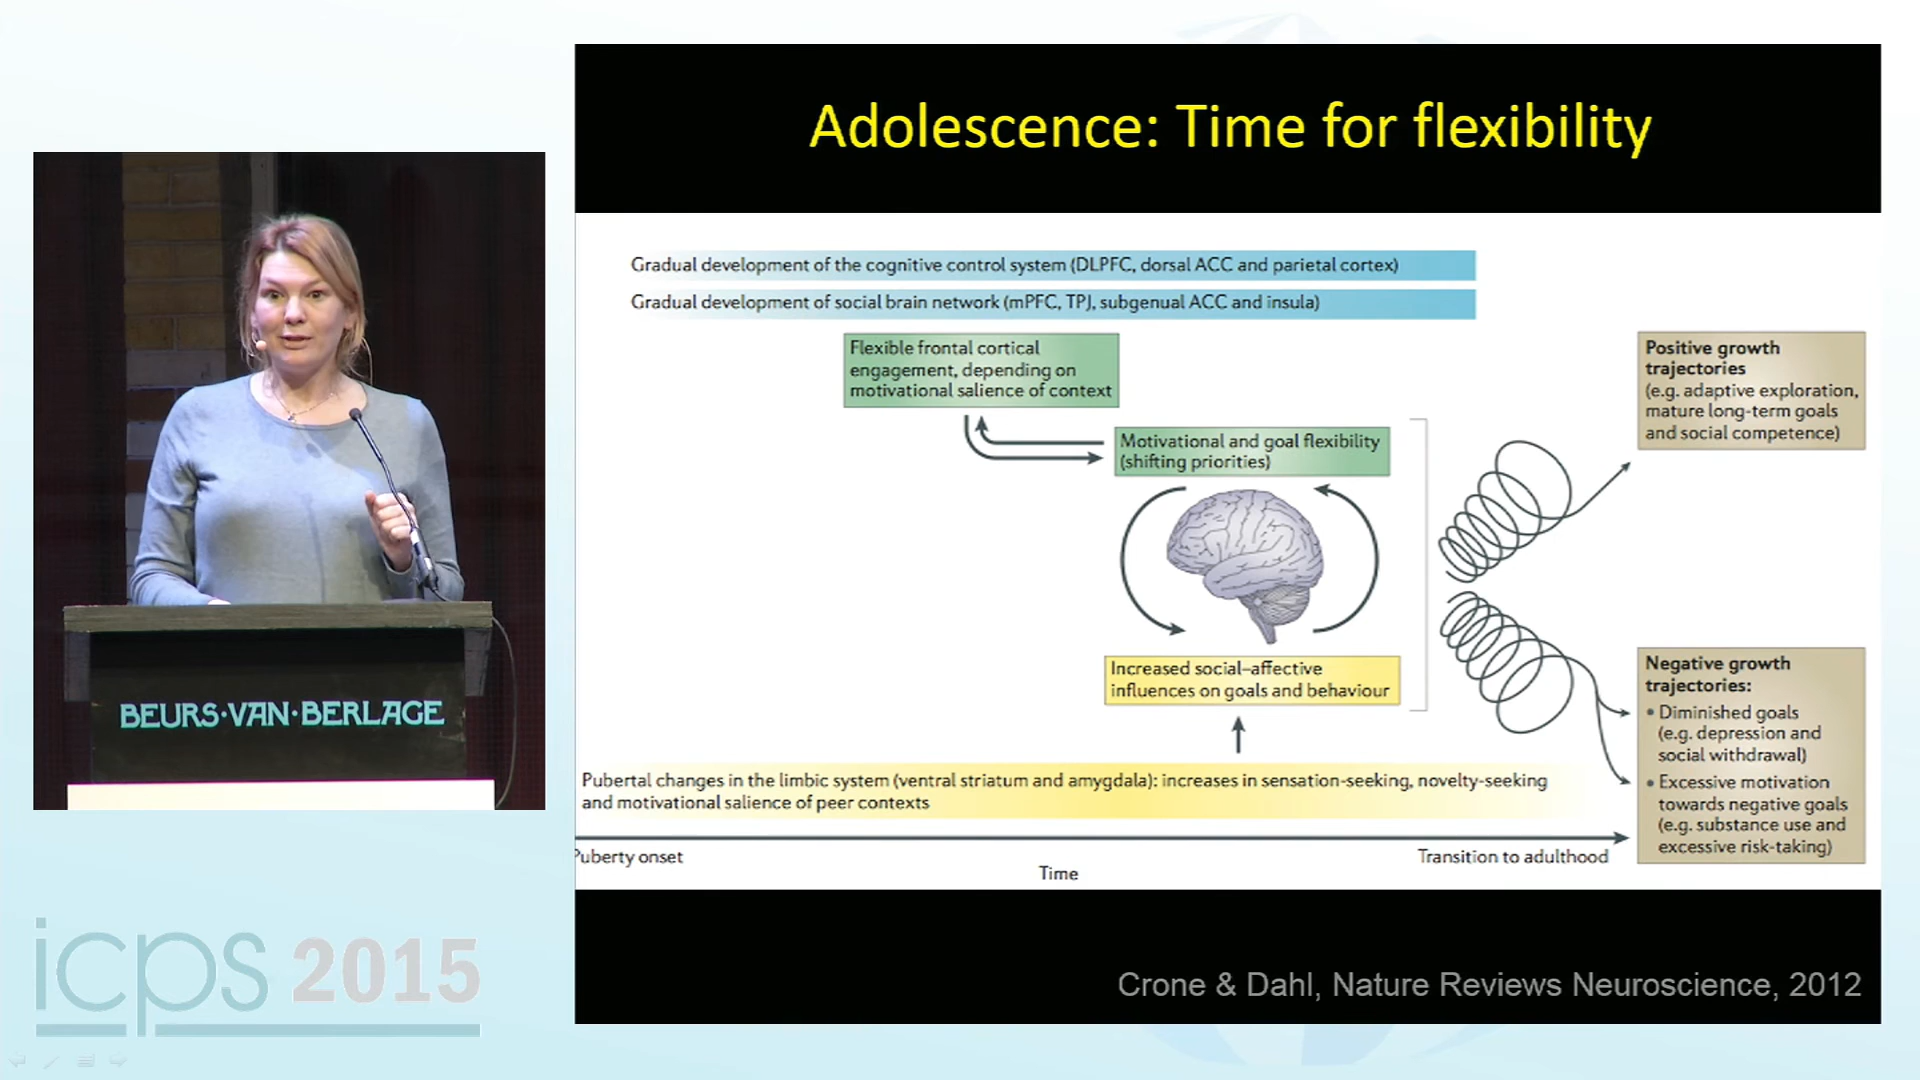 Adolescence: Time for flexibility
Gradual development of the cognitive control system (DLPFC, dorsal ACC and parietal cortex)
Gradual development of social brain network (mPFC, TPJ, subgenual ACC and insula)
Flexible frontal cortical
engagement, depending on
motivational salience of context
Motivational and goal flexibility
(shifting priorities)
Increased social–affective
influences on goals and behaviour
Positive growth
trajectories
(e.g. adaptive exploration,
mature long-term goals
and social competence)
Negative growth
trajectories:
• Diminished goals
(e.g. depression and
social withdrawal)
• Excessive motivation
towards negative goals
(e.g. substance use and
excessive risk-taking)
Pubertal changes in the limbic system (ventral striatum and amygdala): increases in sensation-seeking, novelty-seeking
and motivational salience of peer contexts
Puberty onset
Transition to adulthood
Time
Crone & Dahl, Nature Reviews Neuroscience, 2012
BEURS·VAN·BERLAGE
icps 2015